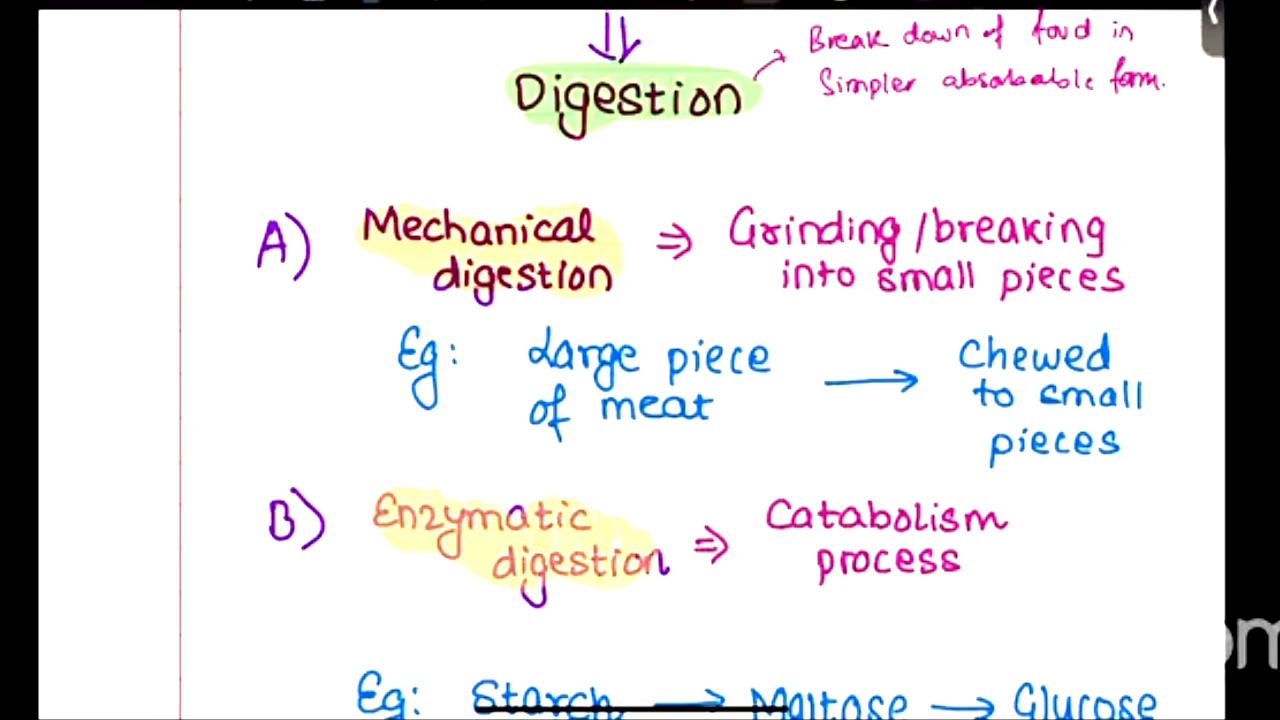 Break down of food in
Simpler absorbable form.
Digestion
A) Mechanical digestion ⇒ Grinding/breaking into small pieces
Eg: Large piece of meat → Chewed to small pieces
B) Enzymatic digestion ⇒ Catabolism process
Eg: Starch → Maltose → Glucose